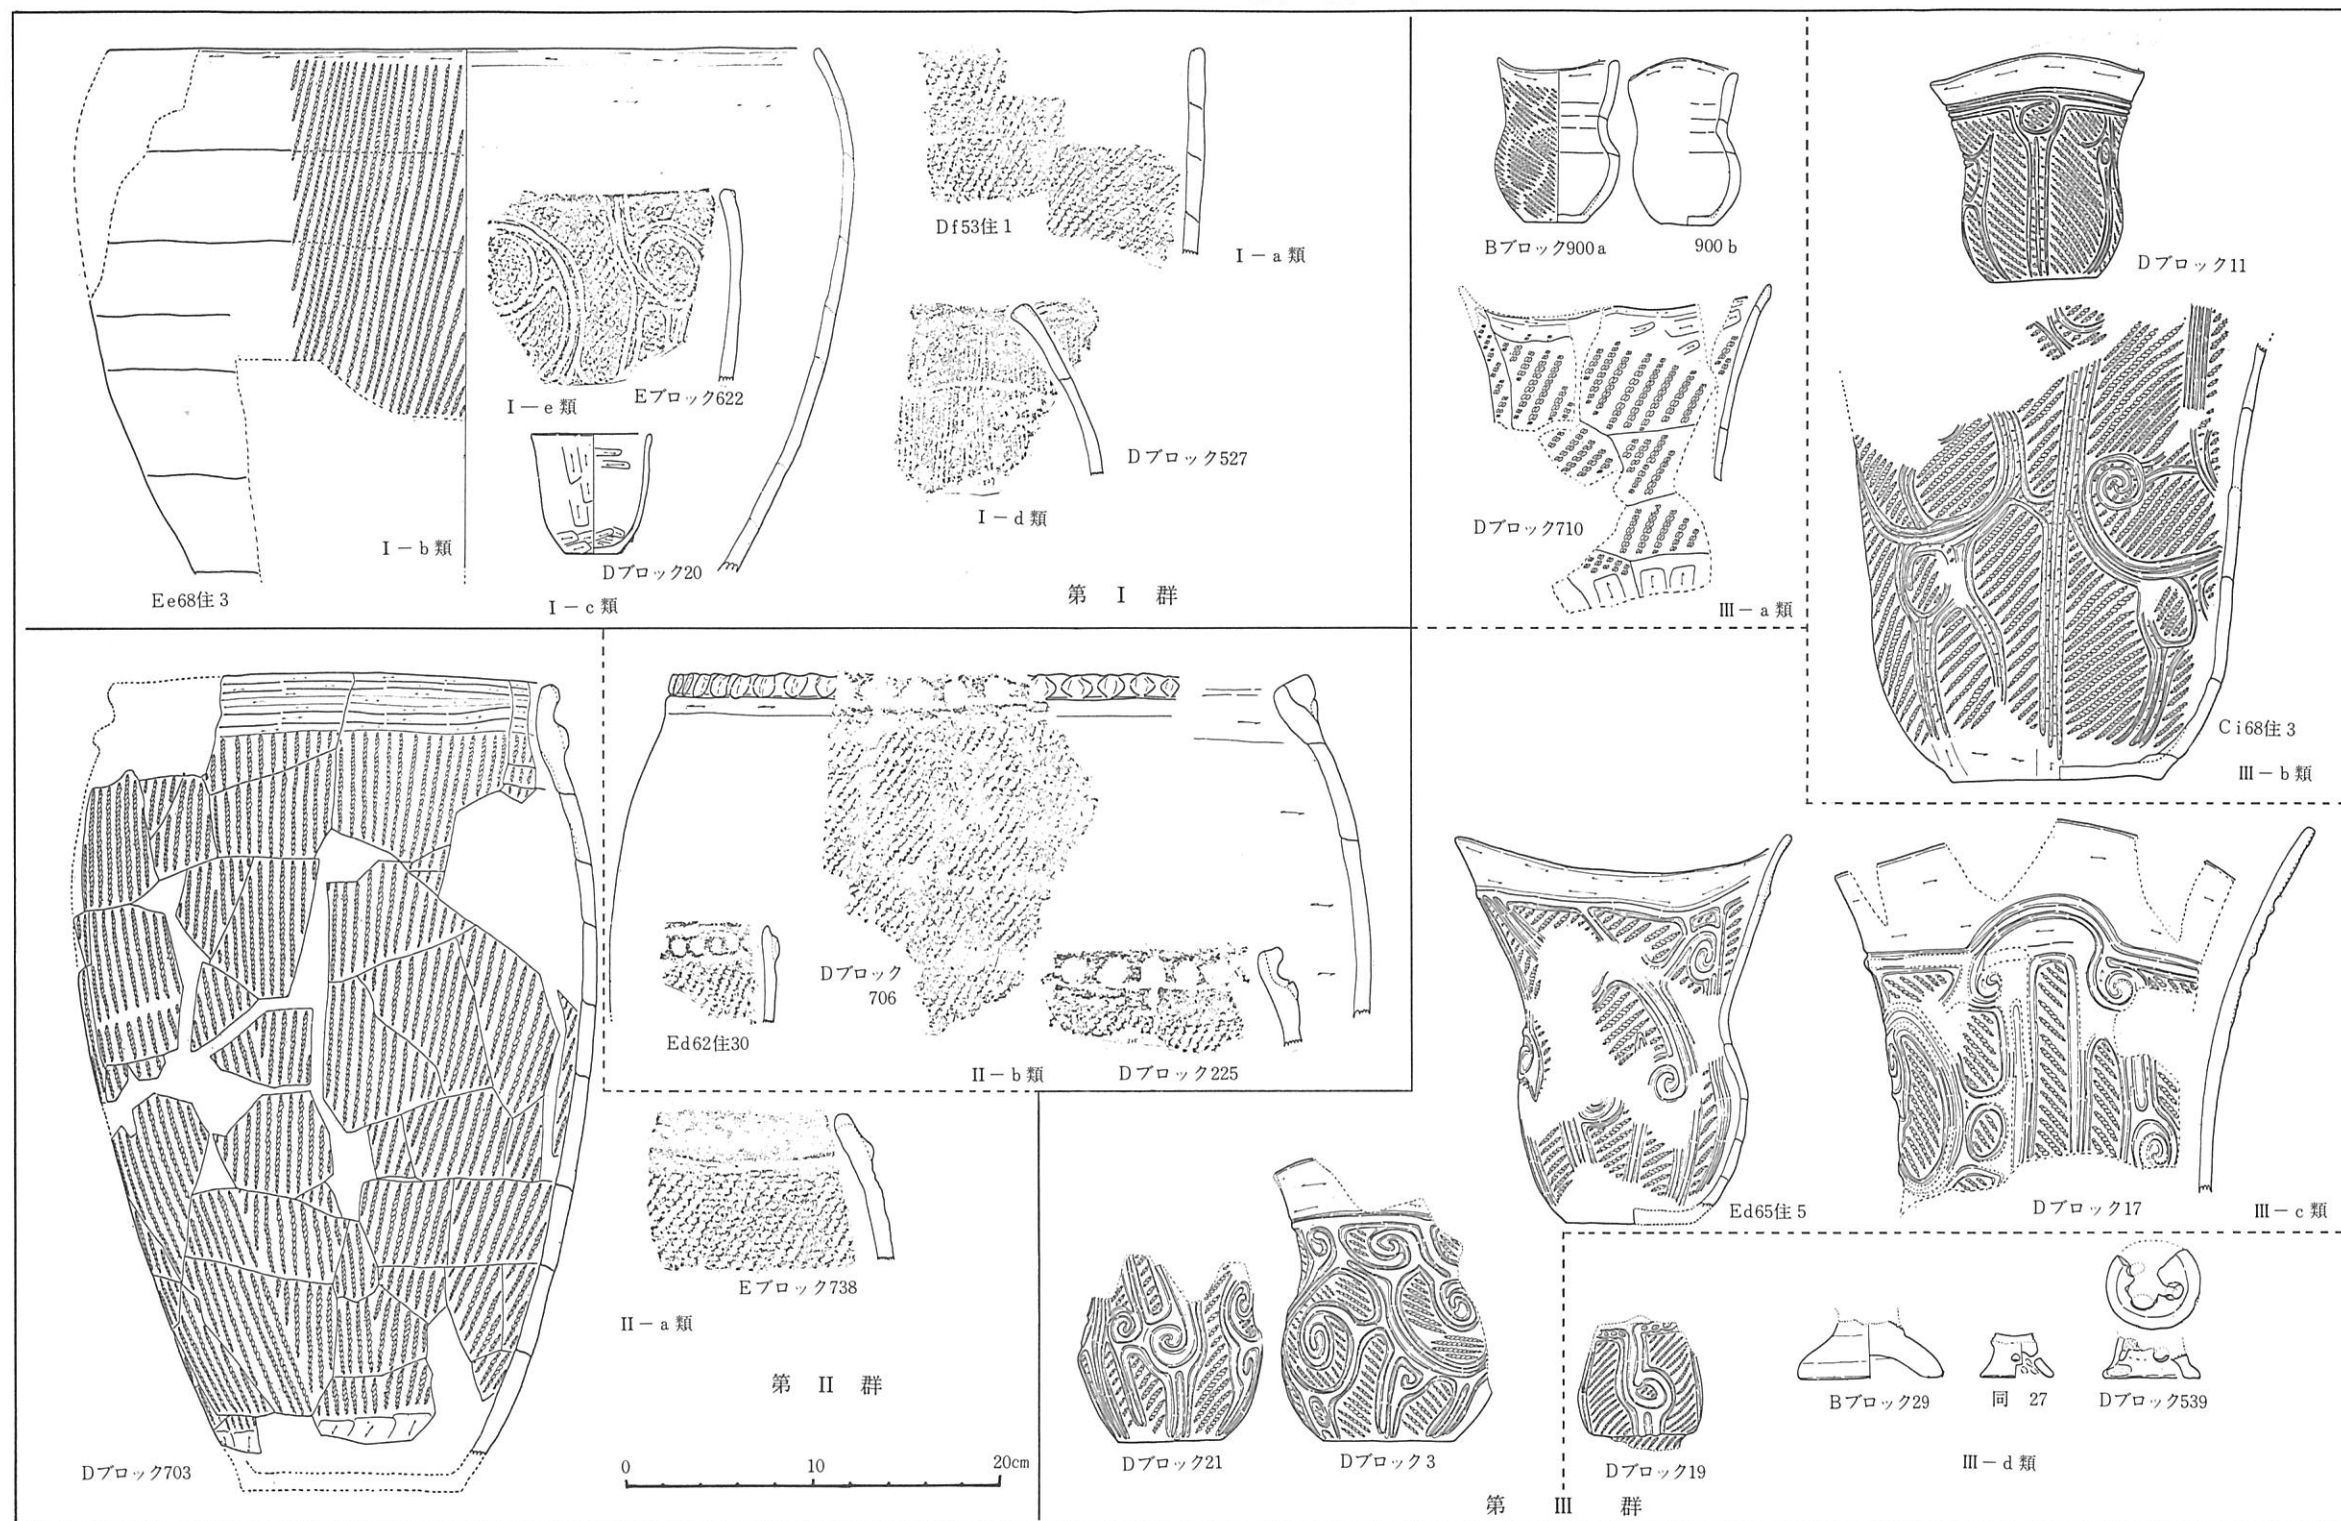 Ee68住3
I－b類
I－e類
Eブロック622
Dブロック20
I－c類
Df53住1
I－a類
Dブロック527
I－d類
第 I 群
Bブロック900a
900b
Dブロック710
III－a類
Dブロック11
Ci68住3
III－b類
Dブロック703
Ed62住30
Dブロック
706
II－b類
Dブロック225
Eブロック738
II－a類
第 II 群
0
10
20cm
Ed65住5
Dブロック17
III－c類
Dブロック21
Dブロック3
Dブロック19
Bブロック29
同 27
Dブロック539
III－d類
第 III 群